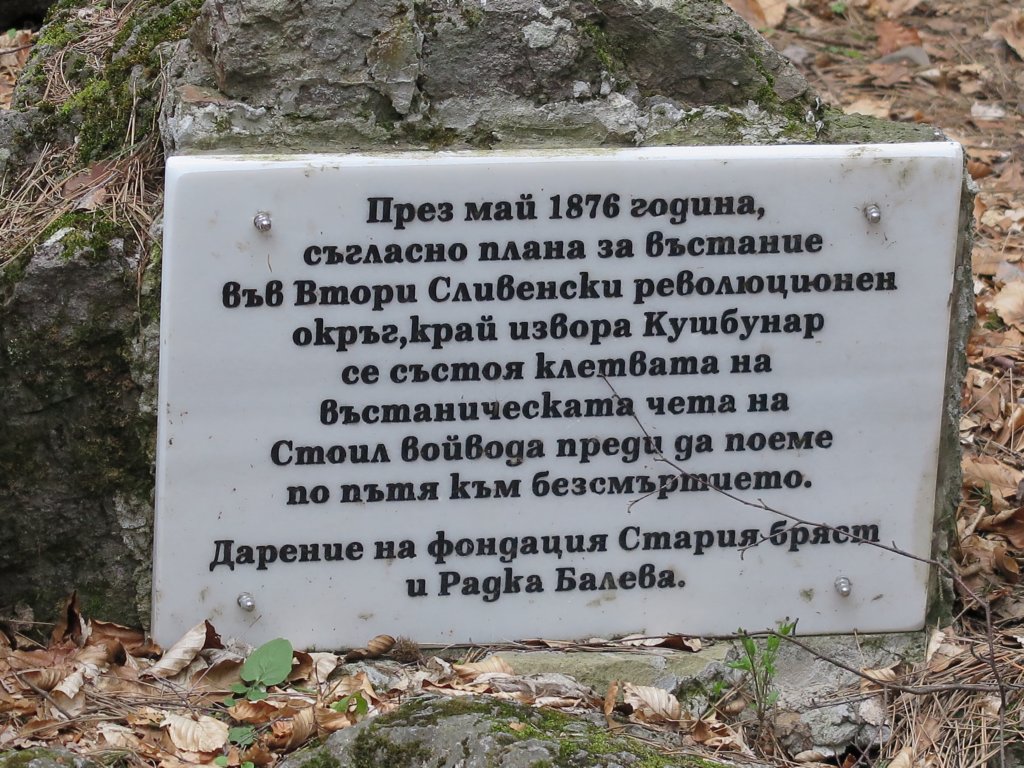 През май 1876 година,
съгласно плана за въстание
във Втори Сливенски революционен
окръг,край извора Кушбунар
се състоя клетвата на
въстаническата чета на
Стоил войвода преди да поеме
по пътя към безсмъртието.
Дарение на фондация Стария бряст
и Радка Балева.